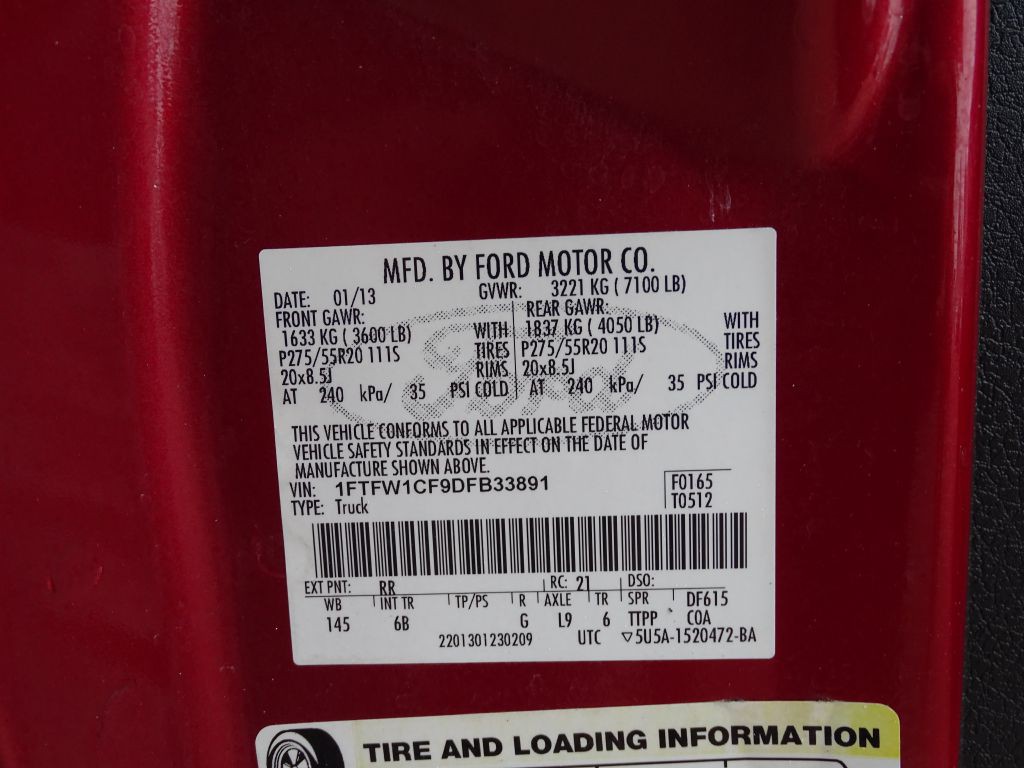 MFD. BY FORD MOTOR CO.
DATE: 01/13 GVWR: 3221 KG ( 7100 LB)
FRONT GAWR: REAR GAWR:
1633 KG ( 3600 LB) WITH 1837 KG ( 4050 LB) WITH
P275/55R20 111S TIRES P275/55R20 111S TIRES
20x8.5J RIMS 20x8.5J RIMS
AT 240 kPa/ 35 PSI COLD AT 240 kPa/ 35 PSI COLD
Ford
THIS VEHICLE CONFORMS TO ALL APPLICABLE FEDERAL MOTOR
VEHICLE SAFETY STANDARDS IN EFFECT ON THE DATE OF
MANUFACTURE SHOWN ABOVE.
VIN: 1FTFW1CF9DFB33891 F0165
TYPE: Truck T0512
EXT PNT: RR RC: 21 DSO:
WB INT TR TP/PS R AXLE TR SPR DF615
145 6B G L9 6 TTPP COA
2201301230209 UTC ▽5U5A-1520472-BA
TIRE AND LOADING INFORMATION